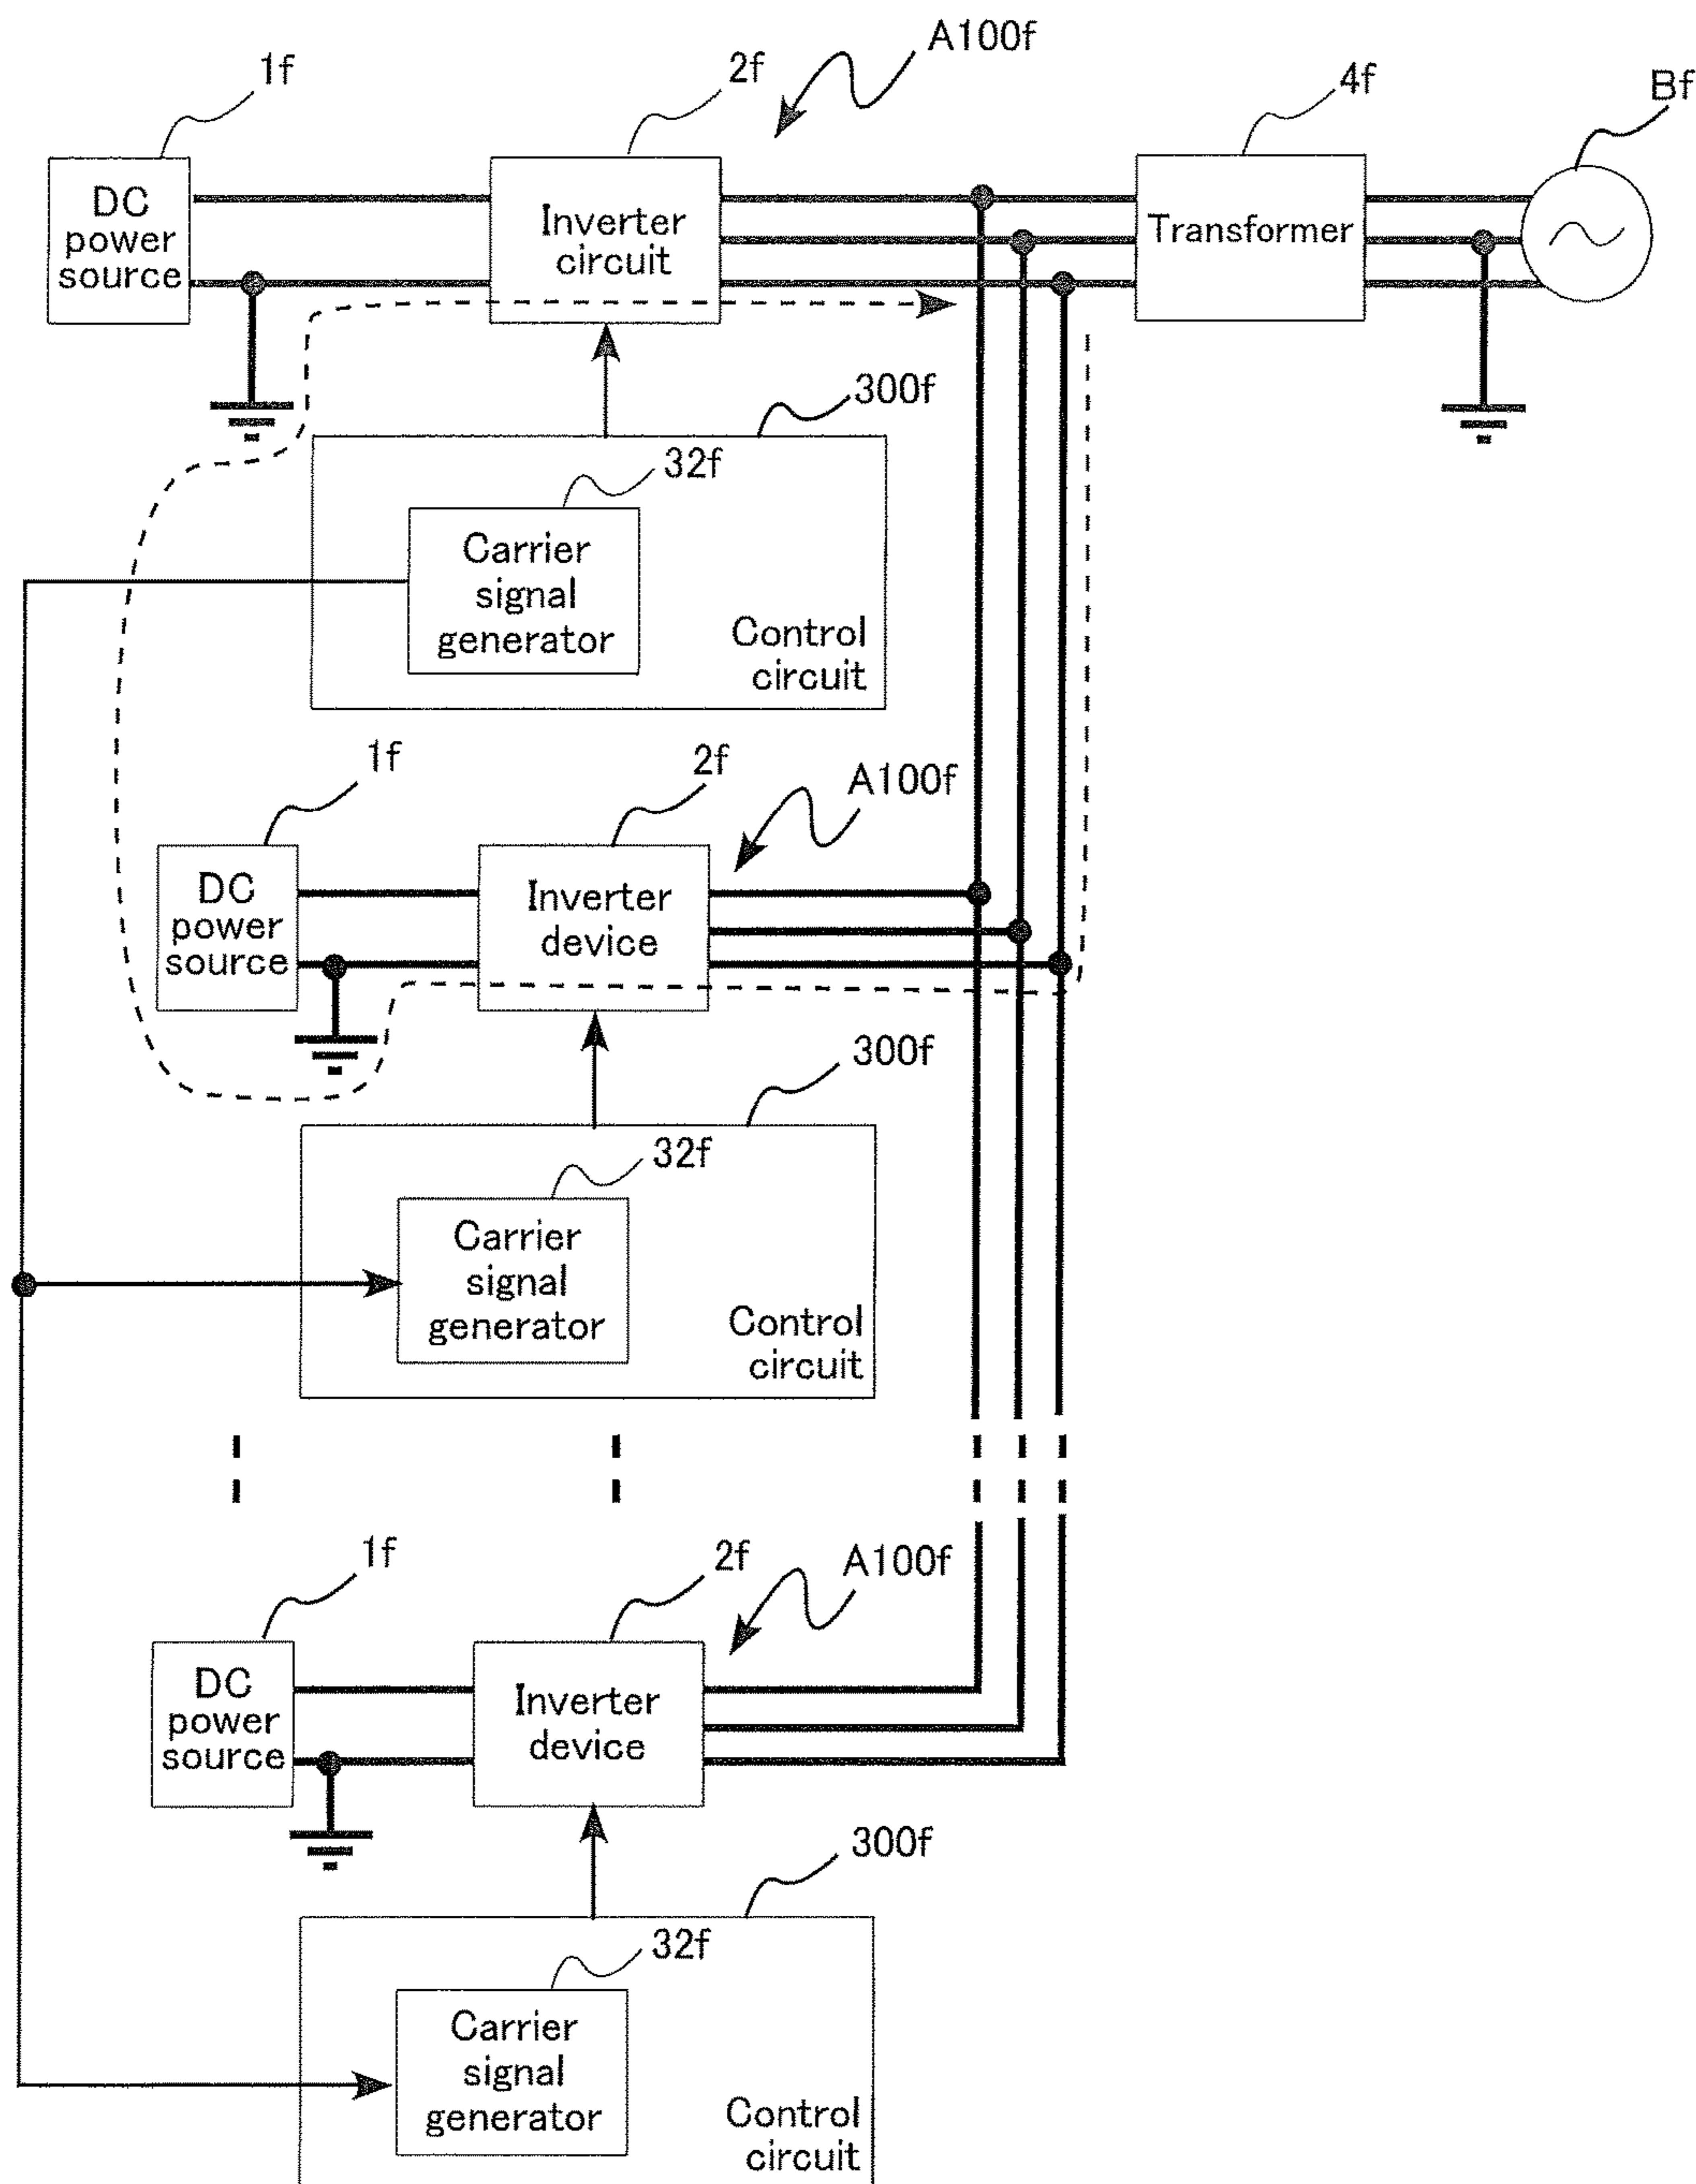 A100f
1f
2f
4f
Bf
DC
power
source
Inverter
circuit
Transformer
300f
32f
Carrier
signal
generator
Control
circuit
1f
2f
A100f
DC
power
source
Inverter
device
300f
32f
Carrier
signal
generator
Control
circuit
1f
2f
A100f
DC
power
source
Inverter
device
300f
32f
Carrier
signal
generator
Control
circuit